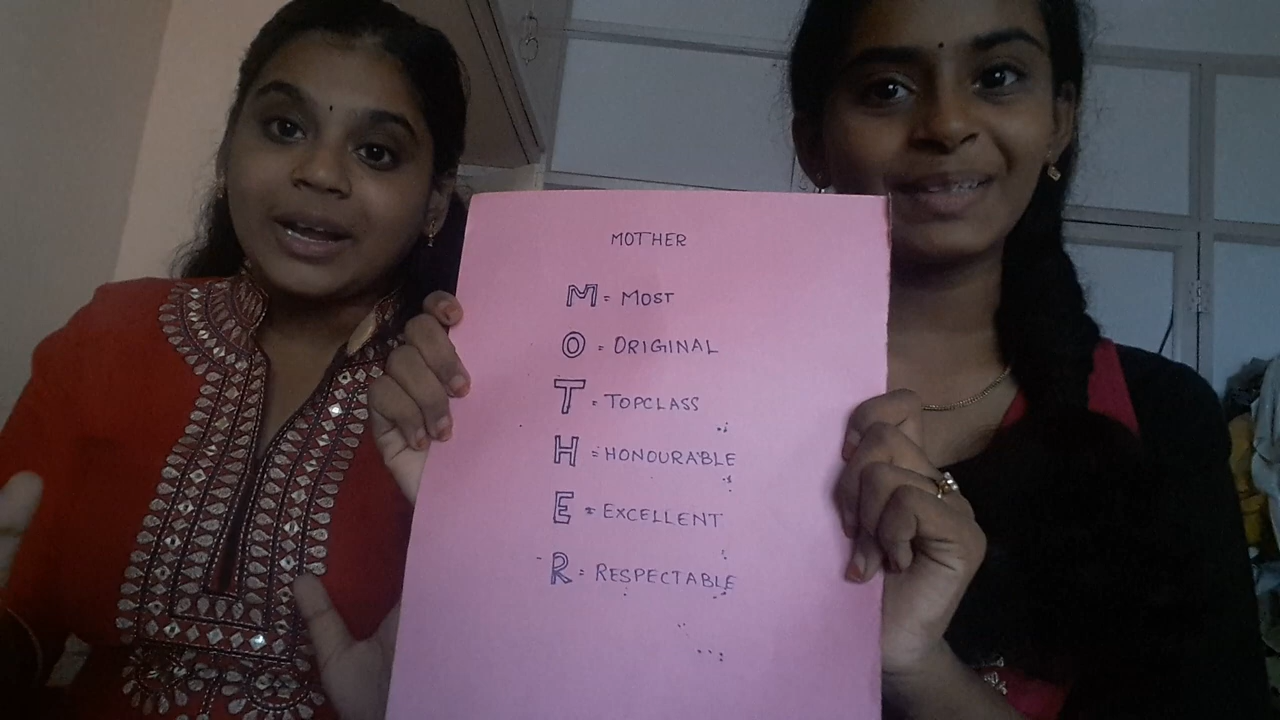 MOTHER
M = MOST
O = ORIGINAL
T = TOPCLASS
H = HONOURABLE
E = EXCELLENT
R = RESPECTABLE